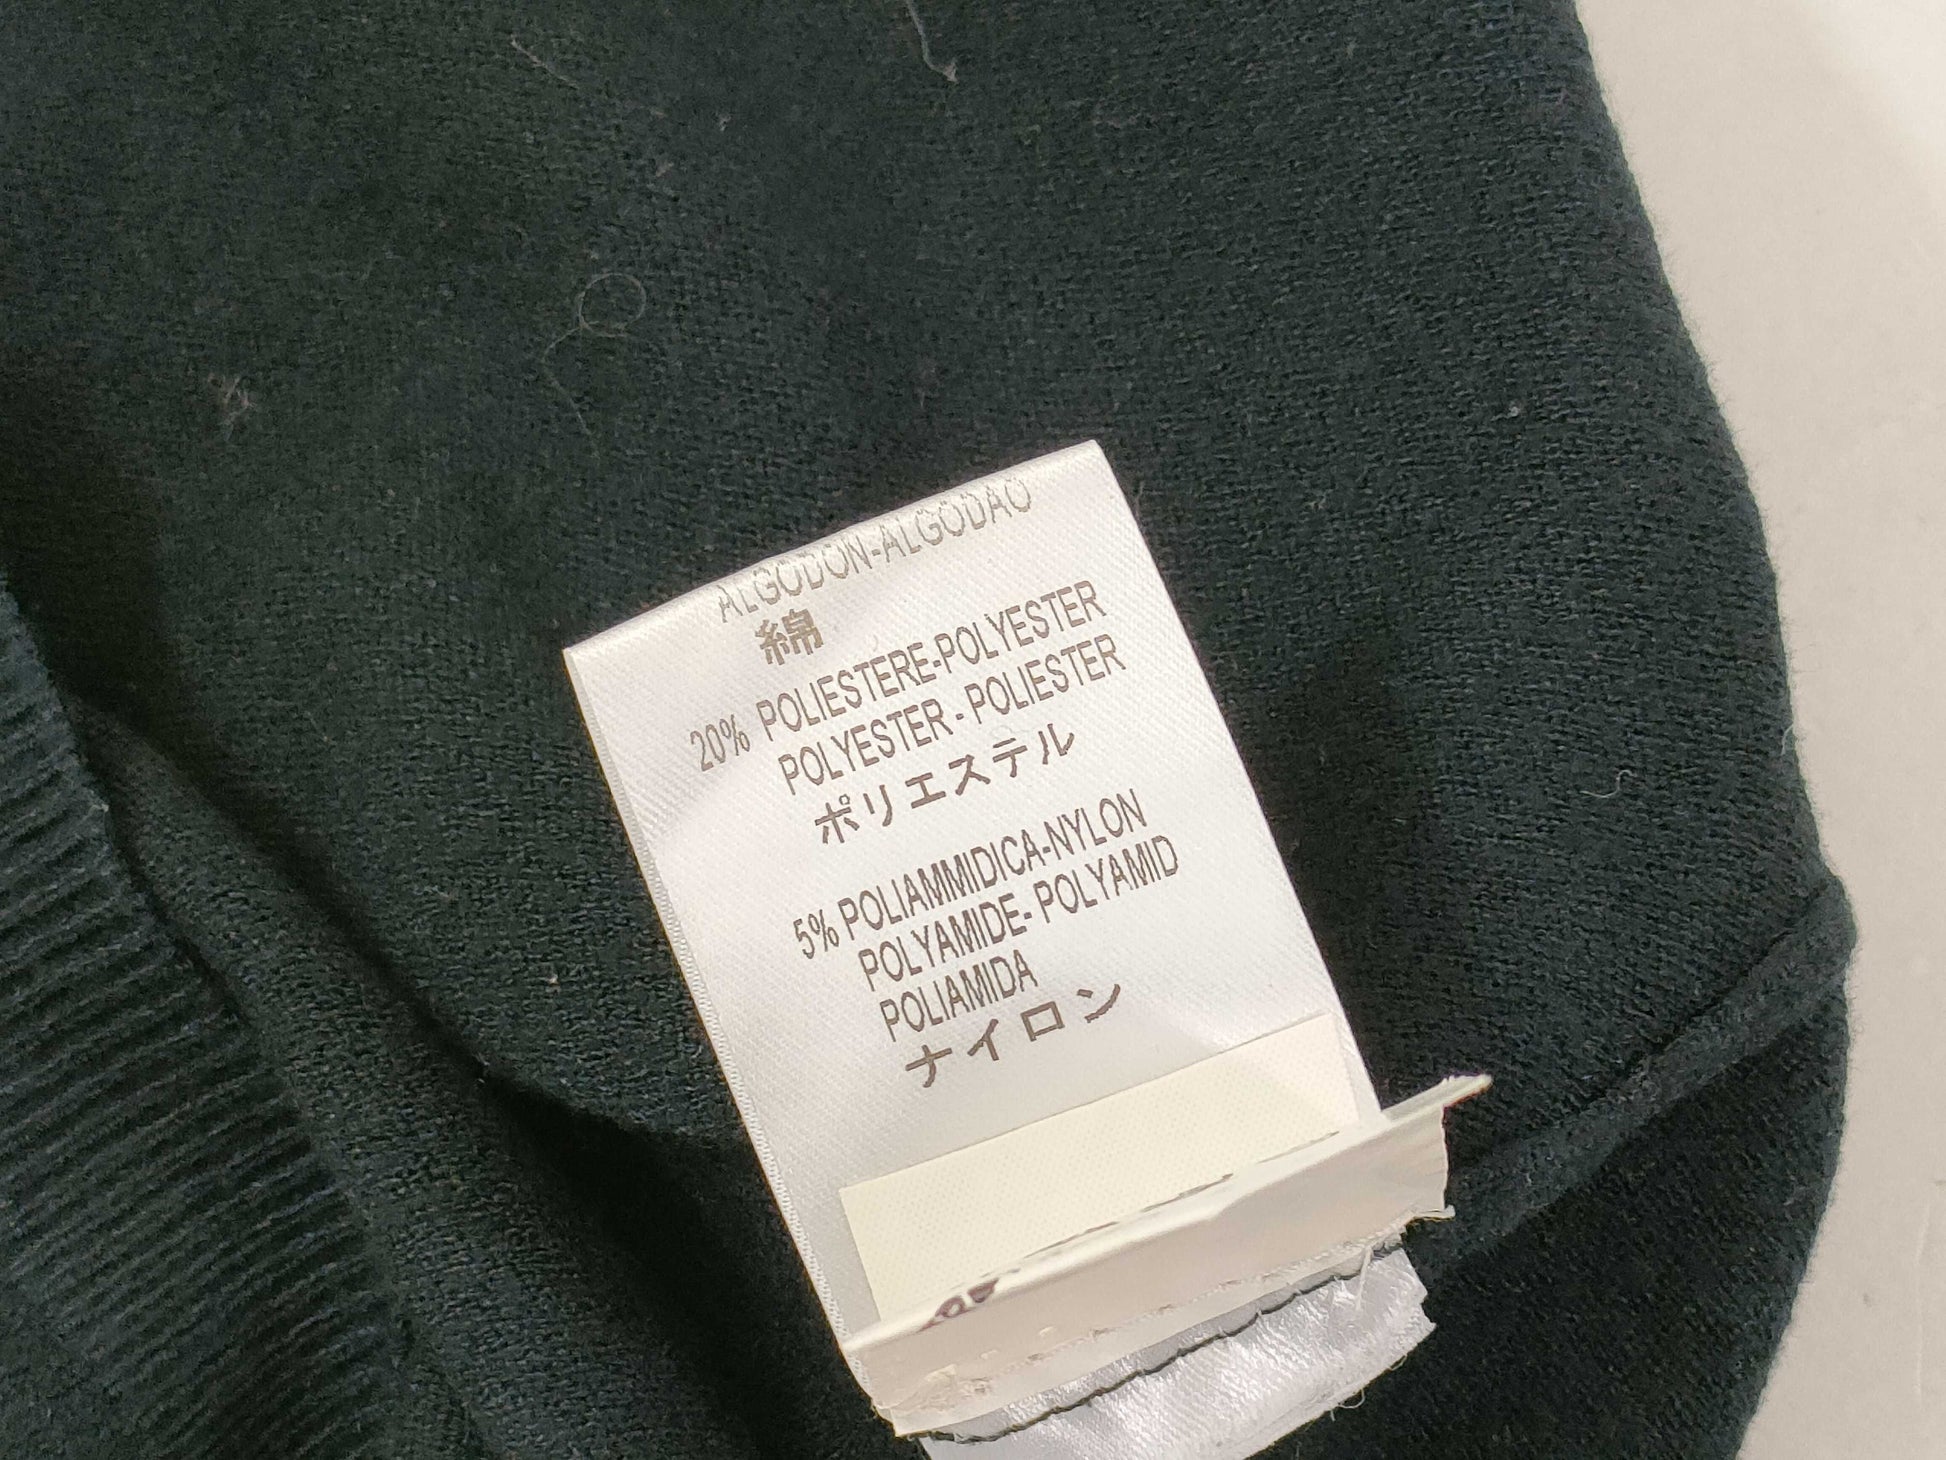 ALGODON-ALGODAO
綿
20% POLIESTERE-POLYESTER
POLYESTER - POLIESTER
ポリエステル
5% POLIAMMIDICA-NYLON
POLYAMIDE- POLYAMID
POLIAMIDA
ナイロン